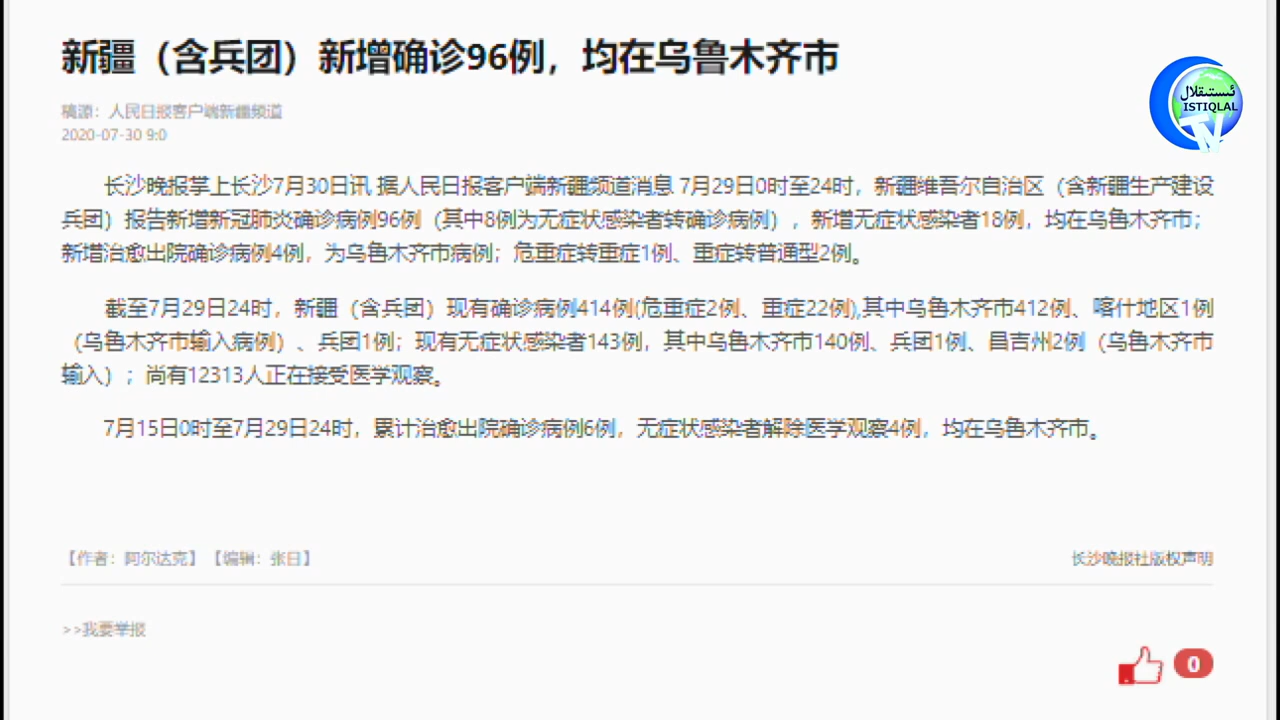 新疆（含兵团）新增确诊96例，均在乌鲁木齐市
稿源：人民日报客户端新疆频道
2020-07-30 9:0
ئىستىقلال
ISTIQLAL
TV
长沙晚报掌上长沙7月30日讯 据人民日报客户端新疆频道消息 7月29日0时至24时，新疆维吾尔自治区（含新疆生产建设
兵团）报告新增新冠肺炎确诊病例96例（其中8例为无症状感染者转确诊病例），新增无症状感染者18例，均在乌鲁木齐市；
新增治愈出院确诊病例4例，为乌鲁木齐市病例；危重症转重症1例、重症转普通型2例。
截至7月29日24时，新疆（含兵团）现有确诊病例414例(危重症2例、重症22例),其中乌鲁木齐市412例、喀什地区1例
（乌鲁木齐市输入病例）、兵团1例；现有无症状感染者143例，其中乌鲁木齐市140例、兵团1例、昌吉州2例（乌鲁木齐市
输入）；尚有12313人正在接受医学观察。
7月15日0时至7月29日24时，累计治愈出院确诊病例6例，无症状感染者解除医学观察4例，均在乌鲁木齐市。
【作者：阿尔达克】【编辑：张日】
长沙晚报社版权声明
>>我要举报
0